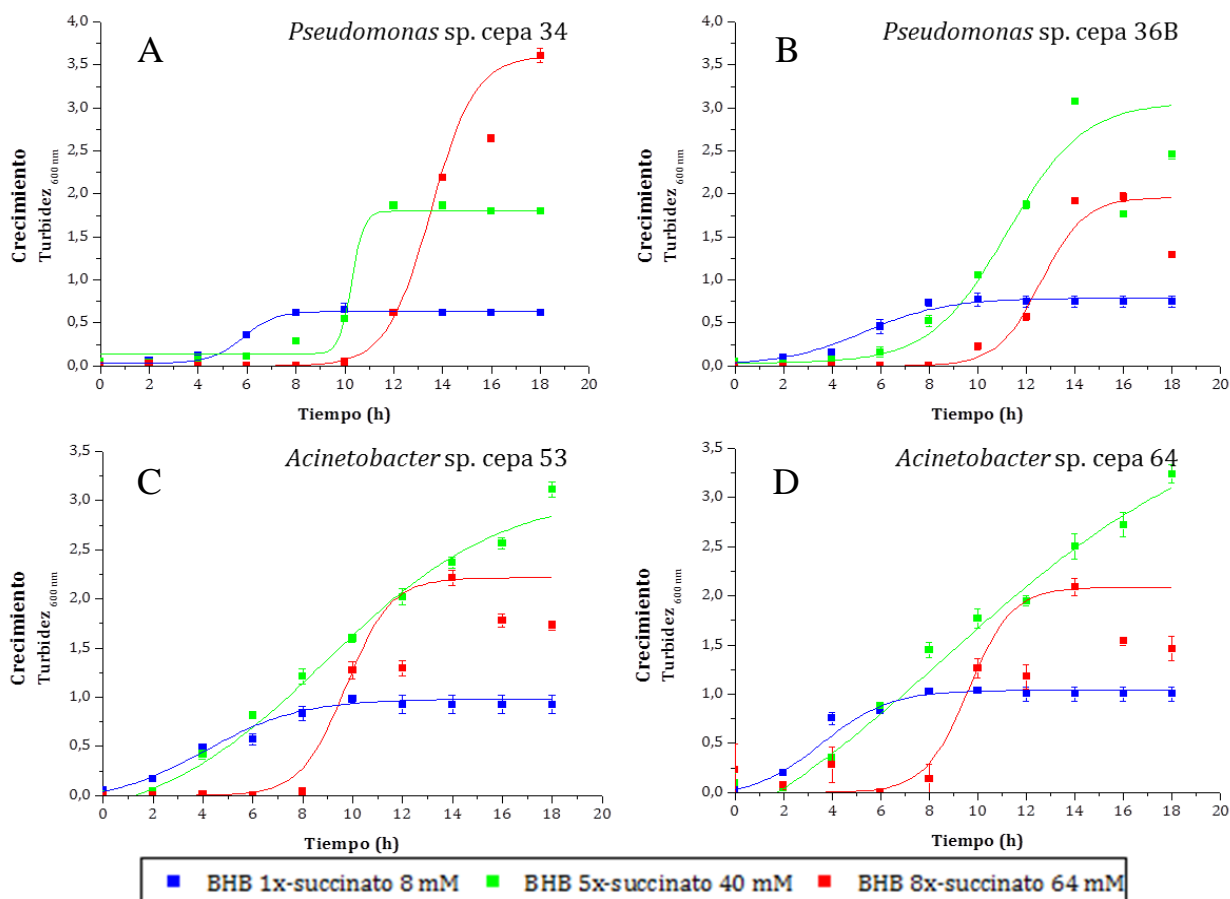 A
Pseudomonas sp. cepa 34
4,0
3,5
3,0
2,5
2,0
1,5
1,0
0,5
0,0
0 2 4 6 8 10 12 14 16 18 20
Crecimiento
Turbidez 600 nm
Tiempo (h)
B
Pseudomonas sp. cepa 36B
4,0
3,5
3,0
2,5
2,0
1,5
1,0
0,5
0,0
0 2 4 6 8 10 12 14 16 18 20
Crecimiento
Turbidez 600 nm
Tiempo (h)
C
Acinetobacter sp. cepa 53
3,5
3,0
2,5
2,0
1,5
1,0
0,5
0,0
0 2 4 6 8 10 12 14 16 18 20
Crecimiento
Turbidez 600 nm
Tiempo (h)
D
Acinetobacter sp. cepa 64
3,5
3,0
2,5
2,0
1,5
1,0
0,5
0,0
0 2 4 6 8 10 12 14 16 18 20
Crecimiento
Turbidez 600 nm
Tiempo (h)
BHB 1x-succinato 8 mM BHB 5x-succinato 40 mM BHB 8x-succinato 64 mM